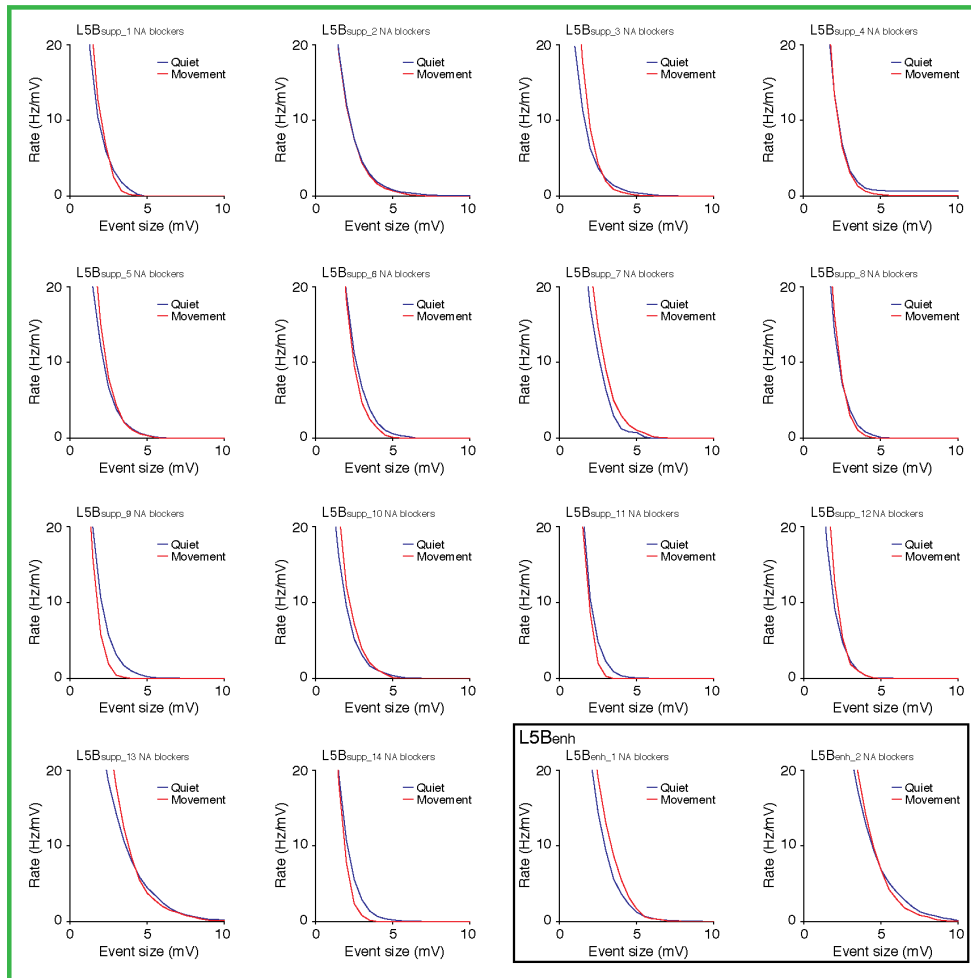 L5Bsupp_1 NA blockers
20
Quiet
Movement
10
0
0 5 10
Rate (Hz/mV)
Event size (mV)
L5Bsupp_2 NA blockers
20
Quiet
Movement
10
0
0 5 10
Rate (Hz/mV)
Event size (mV)
L5Bsupp_3 NA blockers
20
Quiet
Movement
10
0
0 5 10
Rate (Hz/mV)
Event size (mV)
L5Bsupp_4 NA blockers
20
Quiet
Movement
10
0
0 5 10
Rate (Hz/mV)
Event size (mV)
L5Bsupp_5 NA blockers
20
Quiet
Movement
10
0
0 5 10
Rate (Hz/mV)
Event size (mV)
L5Bsupp_6 NA blockers
20
Quiet
Movement
10
0
0 5 10
Rate (Hz/mV)
Event size (mV)
L5Bsupp_7 NA blockers
20
Quiet
Movement
10
0
0 5 10
Rate (Hz/mV)
Event size (mV)
L5Bsupp_8 NA blockers
20
Quiet
Movement
10
0
0 5 10
Rate (Hz/mV)
Event size (mV)
L5Bsupp_9 NA blockers
20
Quiet
Movement
10
0
0 5 10
Rate (Hz/mV)
Event size (mV)
L5Bsupp_10 NA blockers
20
Quiet
Movement
10
0
0 5 10
Rate (Hz/mV)
Event size (mV)
L5Bsupp_11 NA blockers
20
Quiet
Movement
10
0
0 5 10
Rate (Hz/mV)
Event size (mV)
L5Bsupp_12 NA blockers
20
Quiet
Movement
10
0
0 5 10
Rate (Hz/mV)
Event size (mV)
L5Bsupp_13 NA blockers
20
Quiet
Movement
10
0
0 5 10
Rate (Hz/mV)
Event size (mV)
L5Bsupp_14 NA blockers
20
Quiet
Movement
10
0
0 5 10
Rate (Hz/mV)
Event size (mV)
L5Benh
L5Benh_1 NA blockers
20
Quiet
Movement
10
0
0 5 10
Rate (Hz/mV)
Event size (mV)
L5Benh_2 NA blockers
20
Quiet
Movement
10
0
0 5 10
Rate (Hz/mV)
Event size (mV)